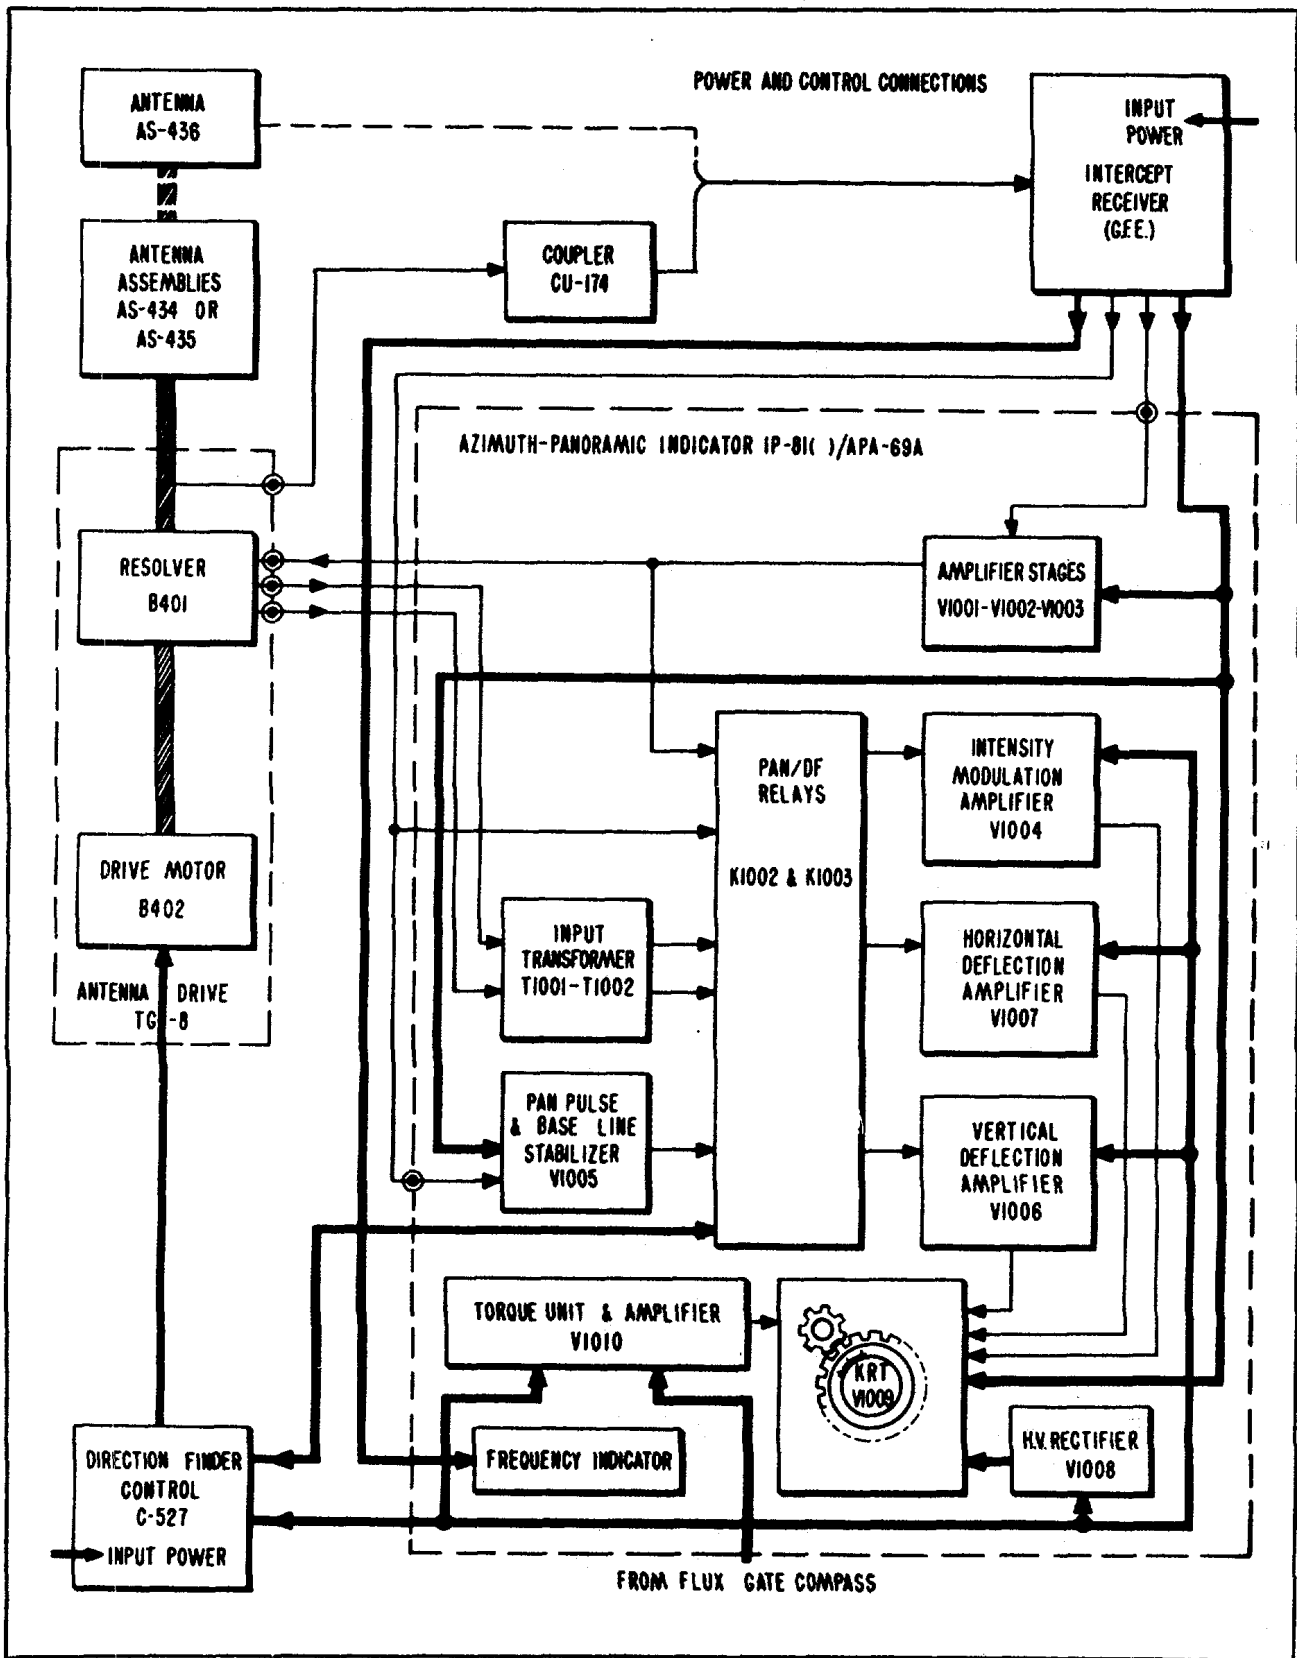 POWER AND CONTROL CONNECTIONS
ANTENNA
AS-436
INPUT
POWER
INTERCEPT
RECEIVER
(G.F.E.)
ANTENNA
ASSEMBLIES
AS-434 OR
AS-435
COUPLER
CU-174
AZIMUTH-PANORAMIC INDICATOR IP-81( )/APA-69A
RESOLVER
B401
AMPLIFIER STAGES
V1001-V1002-V1003
PAN/DF
RELAYS
K1002 & K1003
INTENSITY
MODULATION
AMPLIFIER
V1004
DRIVE MOTOR
B402
INPUT
TRANSFORMER
T1001-T1002
HORIZONTAL
DEFLECTION
AMPLIFIER
V1007
ANTENNA DRIVE
TG-8
PAN PULSE
& BASE LINE
STABILIZER
V1005
VERTICAL
DEFLECTION
AMPLIFIER
V1006
TORQUE UNIT & AMPLIFIER
V1010
KRT
V1009
DIRECTION FINDER
CONTROL
C-527
INPUT POWER
FREQUENCY INDICATOR
H.V. RECTIFIER
V1008
FROM FLUX GATE COMPASS